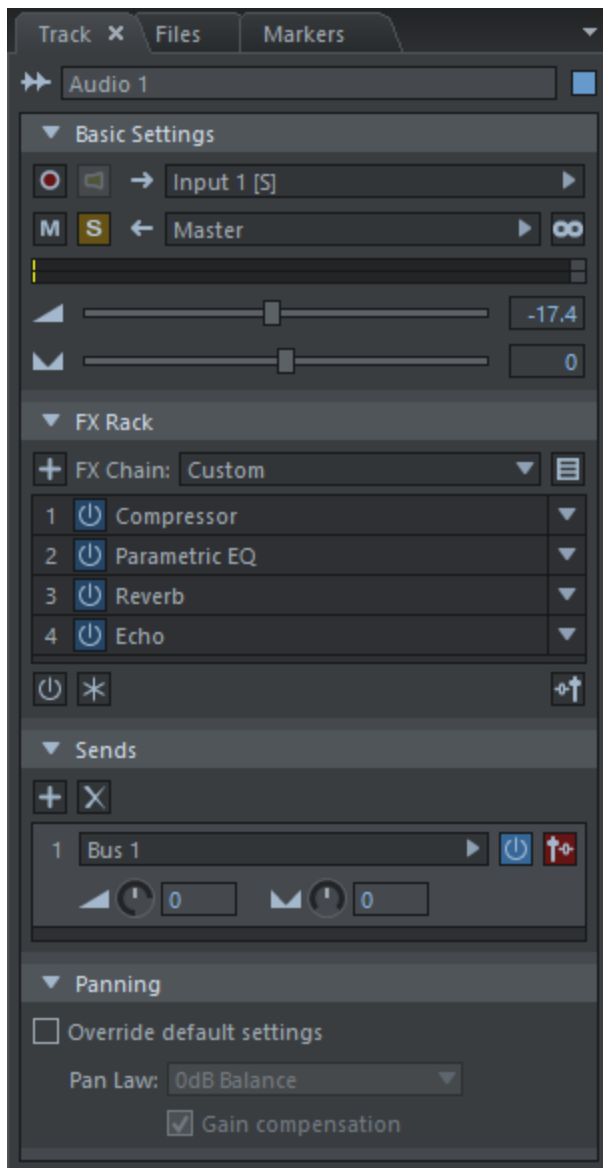 Track Files Markers
Audio 1
Basic Settings
Input 1 [S]
M S Master
-17.4
0
FX Rack
FX Chain: Custom
1 Compressor
2 Parametric EQ
3 Reverb
4 Echo
Sends
1 Bus 1
0 0
Panning
Override default settings
Pan Law: 0dB Balance
Gain compensation